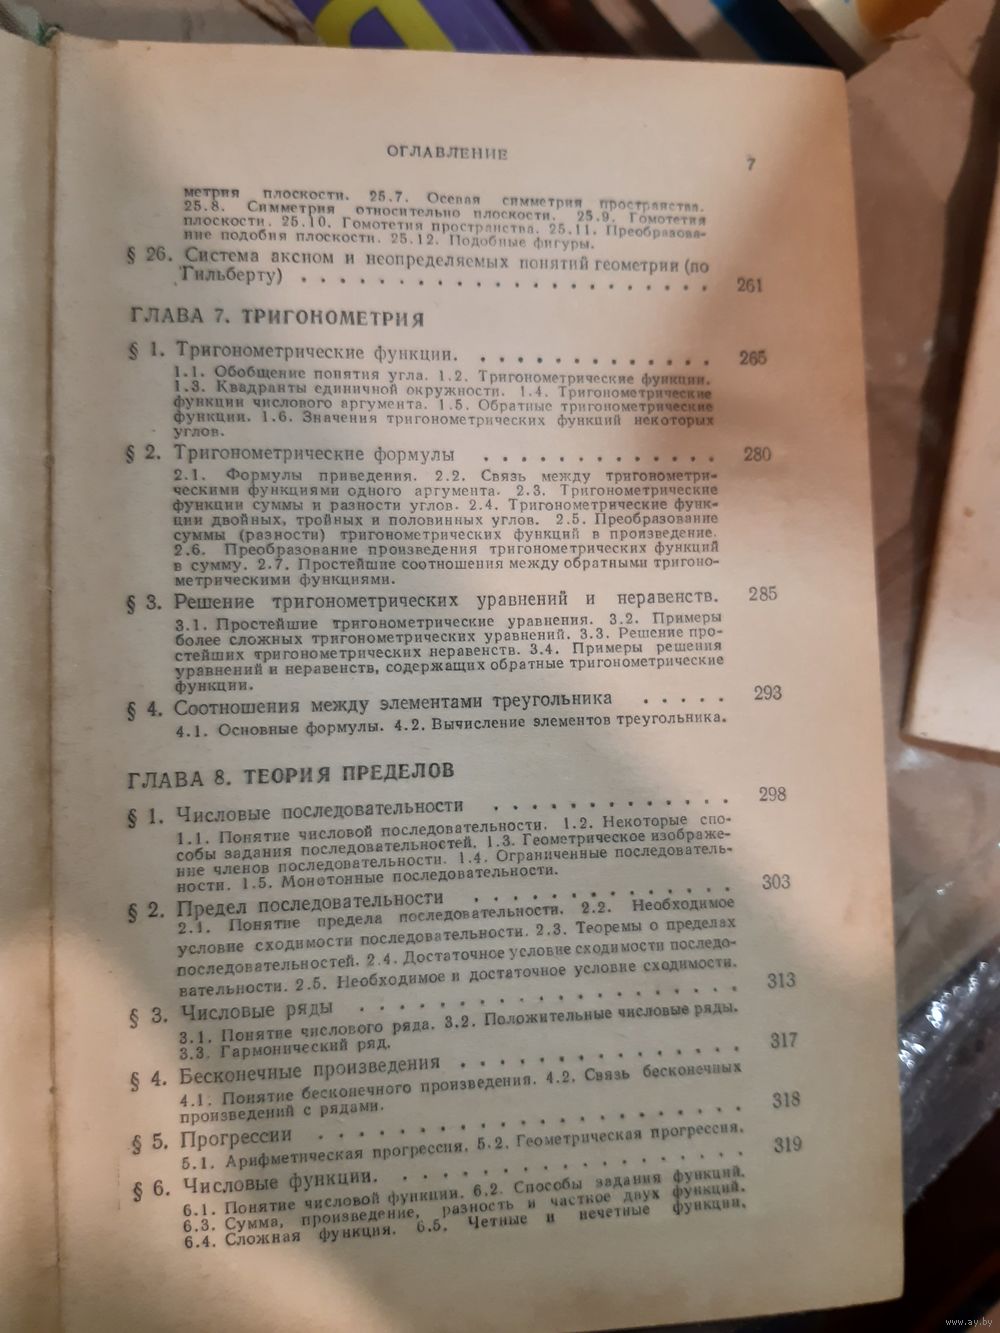 ОГЛАВЛЕНИЕ
7
метрия плоскости. 25.7. Осевая симметрия пространства.
25.8. Симметрия относительно плоскости. 25.9. Гомотетия
плоскости. 25.10. Гомотетия пространства. 25.11. Преобразова-
ние подобия плоскости. 25.12. Подобные фигуры.
§ 26. Система аксиом и неопределяемых понятий геометрии (по
Гильберту) . . . . . . . . . . . . . . . . . . . . . 261
ГЛАВА 7. ТРИГОНОМЕТРИЯ
§ 1. Тригонометрические функции. . . . . . . . . . . . . . 265
1.1. Обобщение понятия угла. 1.2. Тригонометрические функции.
1.3. Квадранты единичной окружности. 1.4. Тригонометрические
функции числового аргумента. 1.5. Обратные тригонометрические
функции. 1.6. Значения тригонометрических функций некоторых
углов.
§ 2. Тригонометрические формулы . . . . . . . . . . . . . 280
2.1. Формулы приведения. 2.2. Связь между тригонометри-
ческими функциями одного аргумента. 2.3. Тригонометрические
функции суммы и разности углов. 2.4. Тригонометрические функ-
ции двойных, тройных и половинных углов. 2.5. Преобразование
суммы (разности) тригонометрических функций в произведение.
2.6. Преобразование произведения тригонометрических функций
в сумму. 2.7. Простейшие соотношения между обратными тригоно-
метрическими функциями.
§ 3. Решение тригонометрических уравнений и неравенств. 285
3.1. Простейшие тригонометрические уравнения. 3.2. Примеры
более сложных тригонометрических уравнений. 3.3. Решение про-
стейших тригонометрических неравенств. 3.4. Примеры решения
уравнений и неравенств, содержащих обратные тригонометрические
функции.
§ 4. Соотношения между элементами треугольника . . . . . 293
4.1. Основные формулы. 4.2. Вычисление элементов треугольника.
ГЛАВА 8. ТЕОРИЯ ПРЕДЕЛОВ
§ 1. Числовые последовательности . . . . . . . . . . . . . 298
1.1. Понятие числовой последовательности. 1.2. Некоторые спо-
собы задания последовательностей. 1.3. Геометрическое изображе-
ние членов последовательности. 1.4. Ограниченные последователь-
ности. 1.5. Монотонные последовательности.
§ 2. Предел последовательности . . . . . . . . . . . . . 303
2.1. Понятие предела последовательности. 2.2. Необходимое
условие сходимости последовательности. 2.3. Теоремы о пределах
последовательностей. 2.4. Достаточное условие сходимости последо-
вательности. 2.5. Необходимое и достаточное условие сходимости.
§ 3. Числовые ряды . . . . . . . . . . . . . . . . . . . 313
3.1. Понятие числового ряда. 3.2. Положительные числовые ряды.
3.3. Гармонический ряд.
§ 4. Бесконечные произведения . . . . . . . . . . . . . . 317
4.1. Понятие бесконечного произведения. 4.2. Связь бесконечных
произведений с рядами.
§ 5. Прогрессии . . . . . . . . . . . . . . . . . . . . . 318
5.1. Арифметическая прогрессия. 5.2. Геометрическая прогрессия.
§ 6. Числовые функции. . . . . . . . . . . . . . . . . . 319
6.1. Понятие числовой функции. 6.2. Способы задания функций.
6.3. Сумма, произведение, разность и частное двух функций.
6.4. Сложная функция. 6.5. Четные и нечетные функции.
www.ay.by